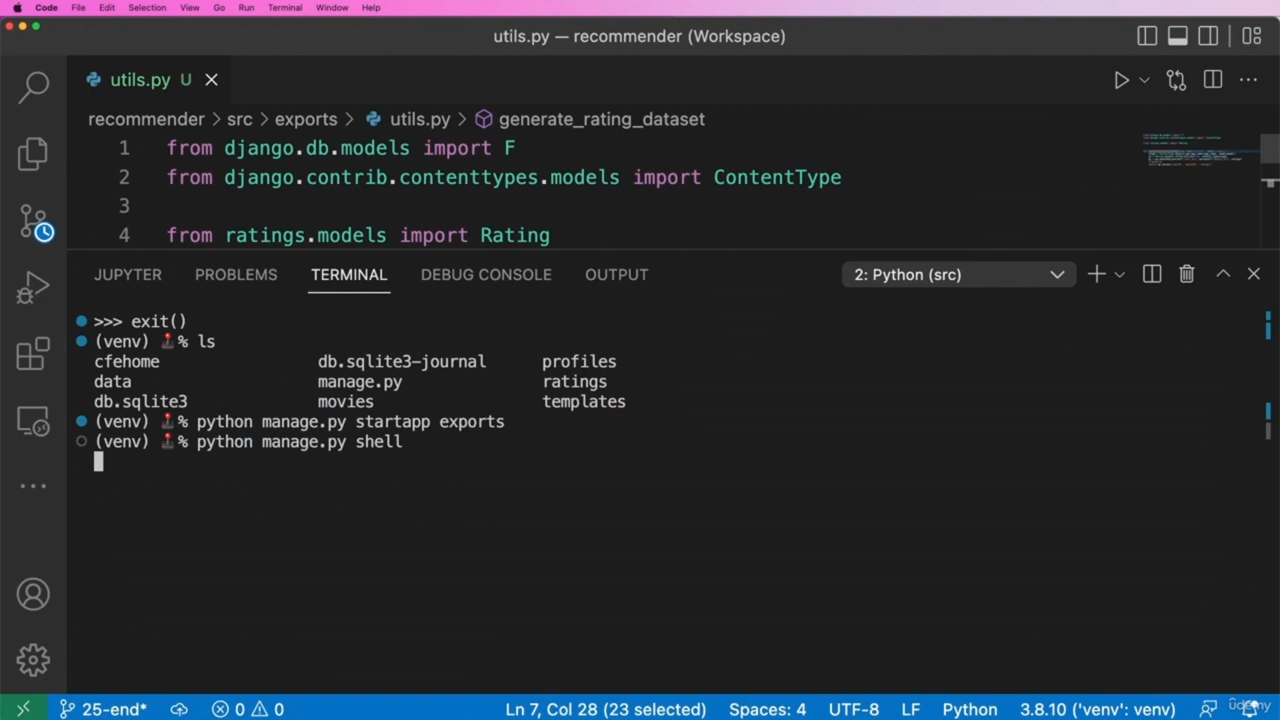 Code File Edit Selection View Go Run Terminal Window Help
utils.py — recommender (Workspace)
utils.py U
recommender > src > exports > utils.py > generate_rating_dataset
1 from django.db.models import F
2 from django.contrib.contenttypes.models import ContentType
3
4 from ratings.models import Rating
JUPYTER PROBLEMS TERMINAL DEBUG CONSOLE OUTPUT 2: Python (src)
>>> exit()
(venv) 🕹% ls
cfehome db.sqlite3-journal profiles
data manage.py ratings
db.sqlite3 movies templates
(venv) 🕹% python manage.py startapp exports
(venv) 🕹% python manage.py shell
25-end* 0 0 Ln 7, Col 28 (23 selected) Spaces: 4 UTF-8 LF Python 3.8.10 ('venv': venv)
udemy